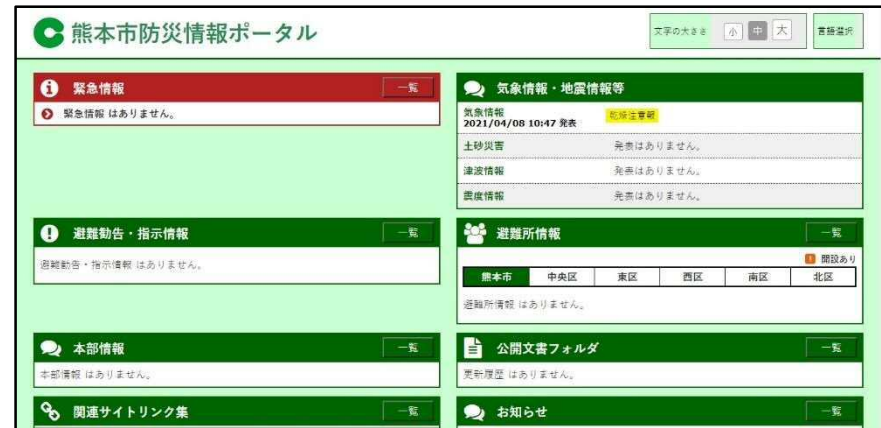 熊本市防災情報ポータル
文字の大きさ 小 中 大 言語選択
緊急情報 一覧
緊急情報 はありません。
気象情報・地震情報等
気象情報 乾燥注意報
2021/04/08 10:47 発表
土砂災害 発表はありません。
津波情報 発表はありません。
震度情報 発表はありません。
避難勧告・指示情報 一覧
避難勧告・指示情報 はありません。
避難所情報 一覧
開設あり
熊本市 中央区 東区 西区 南区 北区
避難所情報 はありません。
本部情報 一覧
本部情報 はありません。
公開文書フォルダ 一覧
更新履歴 はありません。
関連サイトリンク集 一覧
お知らせ 一覧